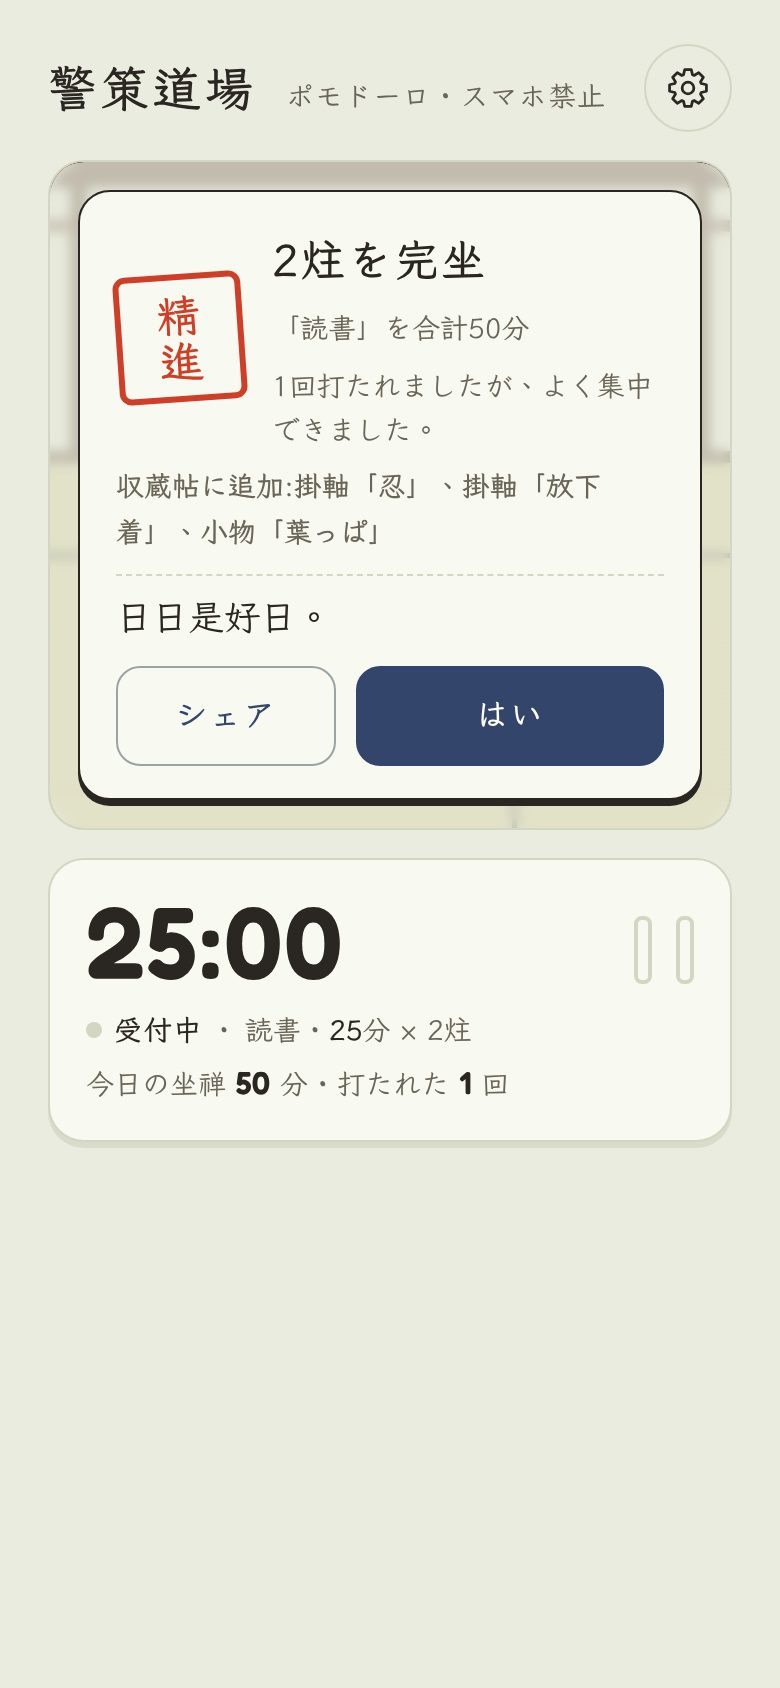 警策道場 ポモドーロ・スマホ禁止
精
進
2炷を完坐
「読書」を合計50分
1回打たれましたが、よく集中
できました。
収蔵帖に追加:掛軸「忍」、掛軸「放下
着」、小物「葉っぱ」
日日是好日。
シェア
はい
25:00
受付中 ・ 読書・25分 × 2炷
今日の坐禅 50 分・打たれた 1 回